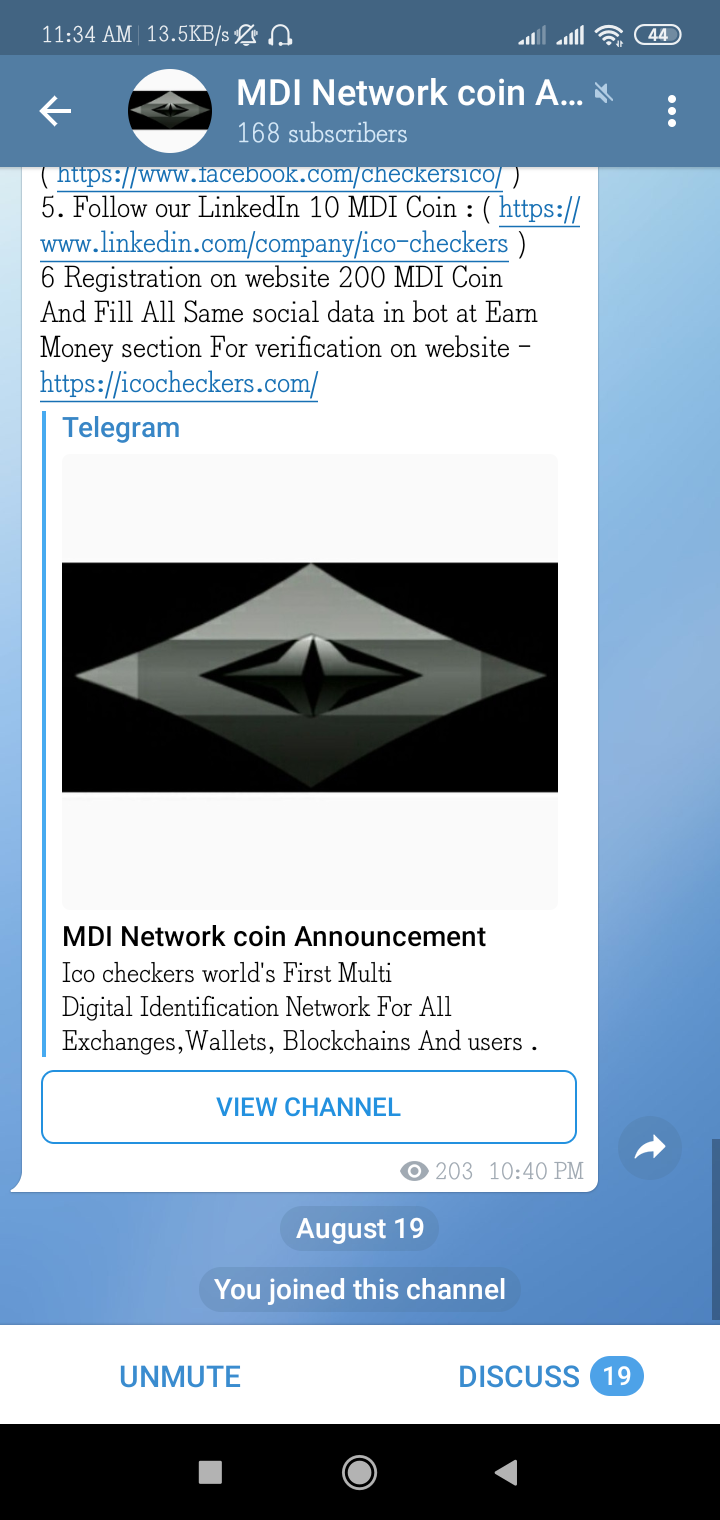 11:34 AM 13.5KB/s 44
MDI Network coin A...
168 subscribers
( https://www.facebook.com/checkersico/ )
5. Follow our LinkedIn 10 MDI Coin : ( https://
www.linkedin.com/company/ico-checkers )
6 Registration on website 200 MDI Coin
And Fill All Same social data in bot at Earn
Money section For verification on website -
https://icocheckers.com/
Telegram
MDI Network coin Announcement
Ico checkers world's First Multi
Digital Identification Network For All
Exchanges,Wallets, Blockchains And users .
VIEW CHANNEL
203 10:40 PM
August 19
You joined this channel
UNMUTE DISCUSS 19